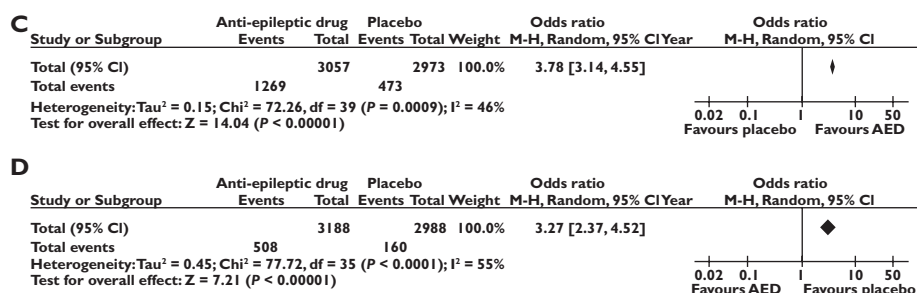 C
Anti-epileptic drug Placebo Odds ratio Odds ratio
Study or Subgroup Events Total Events Total Weight M-H, Random, 95% CI Year M-H, Random, 95% CI
Total (95% CI) 3057 2973 100.0% 3.78 [3.14, 4.55]
Total events 1269 473
Heterogeneity: Tau² = 0.15; Chi² = 72.26, df = 39 (P = 0.0009); I² = 46%
Test for overall effect: Z = 14.04 (P < 0.00001)
0.02 0.1 1 10 50
Favours placebo Favours AED
D
Anti-epileptic drug Placebo Odds ratio Odds ratio
Study or Subgroup Events Total Events Total Weight M-H, Random, 95% CI Year M-H, Random, 95% CI
Total (95% CI) 3188 2988 100.0% 3.27 [2.37, 4.52]
Total events 508 160
Heterogeneity: Tau² = 0.45; Chi² = 77.72, df = 35 (P < 0.0001); I² = 55%
Test for overall effect: Z = 7.21 (P < 0.00001)
0.02 0.1 1 10 50
Favours AED Favours placebo